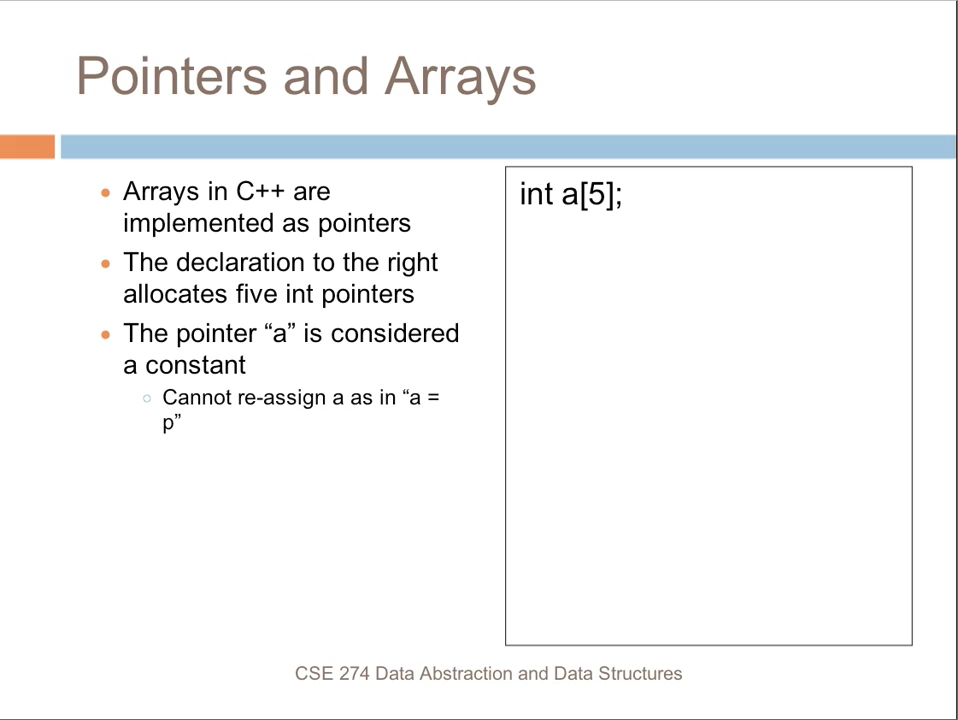 Pointers and Arrays
Arrays in C++ are
implemented as pointers
The declaration to the right
allocates five int pointers
The pointer “a” is considered
a constant
Cannot re-assign a as in “a =
p”
int a[5];
CSE 274 Data Abstraction and Data Structures